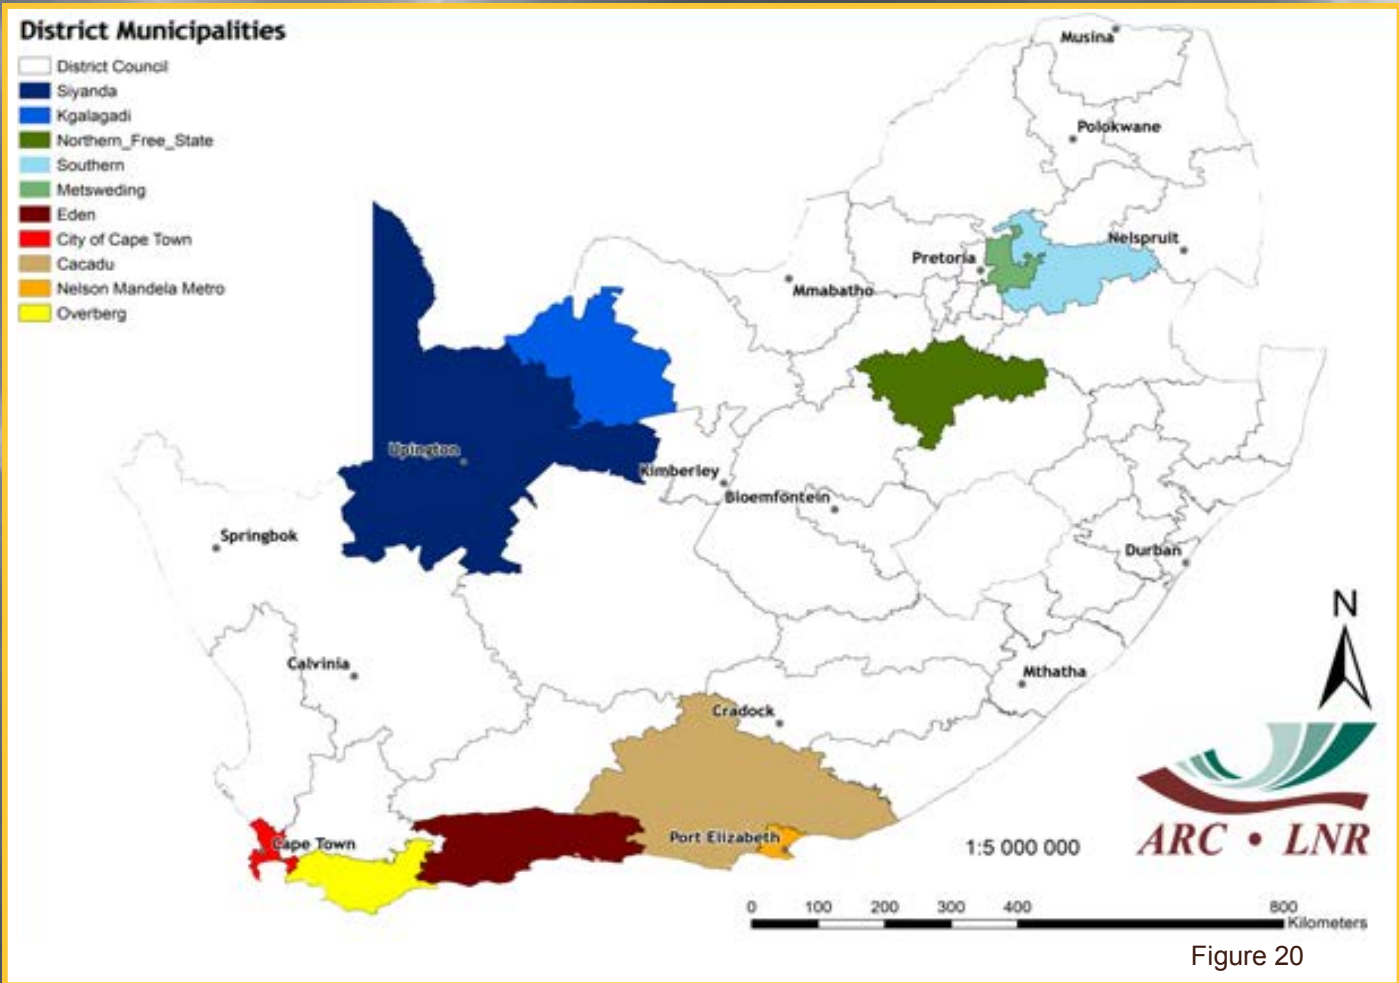 District Municipalities
District Council
Siyanda
Kgalagadi
Northern_Free_State
Southern
Metsweding
Eden
City of Cape Town
Cacadu
Nelson Mandela Metro
Overberg
Musina
Polokwane
Nelspruit
Pretoria
Mmabatho
Upington
Kimberley
Bloemfontein
Springbok
Durban
N
Calvinia
Mthatha
Cradock
Port Elizabeth
Cape Town
1:5 000 000
ARC • LNR
0 100 200 300 400 800
Kilometers
Figure 20